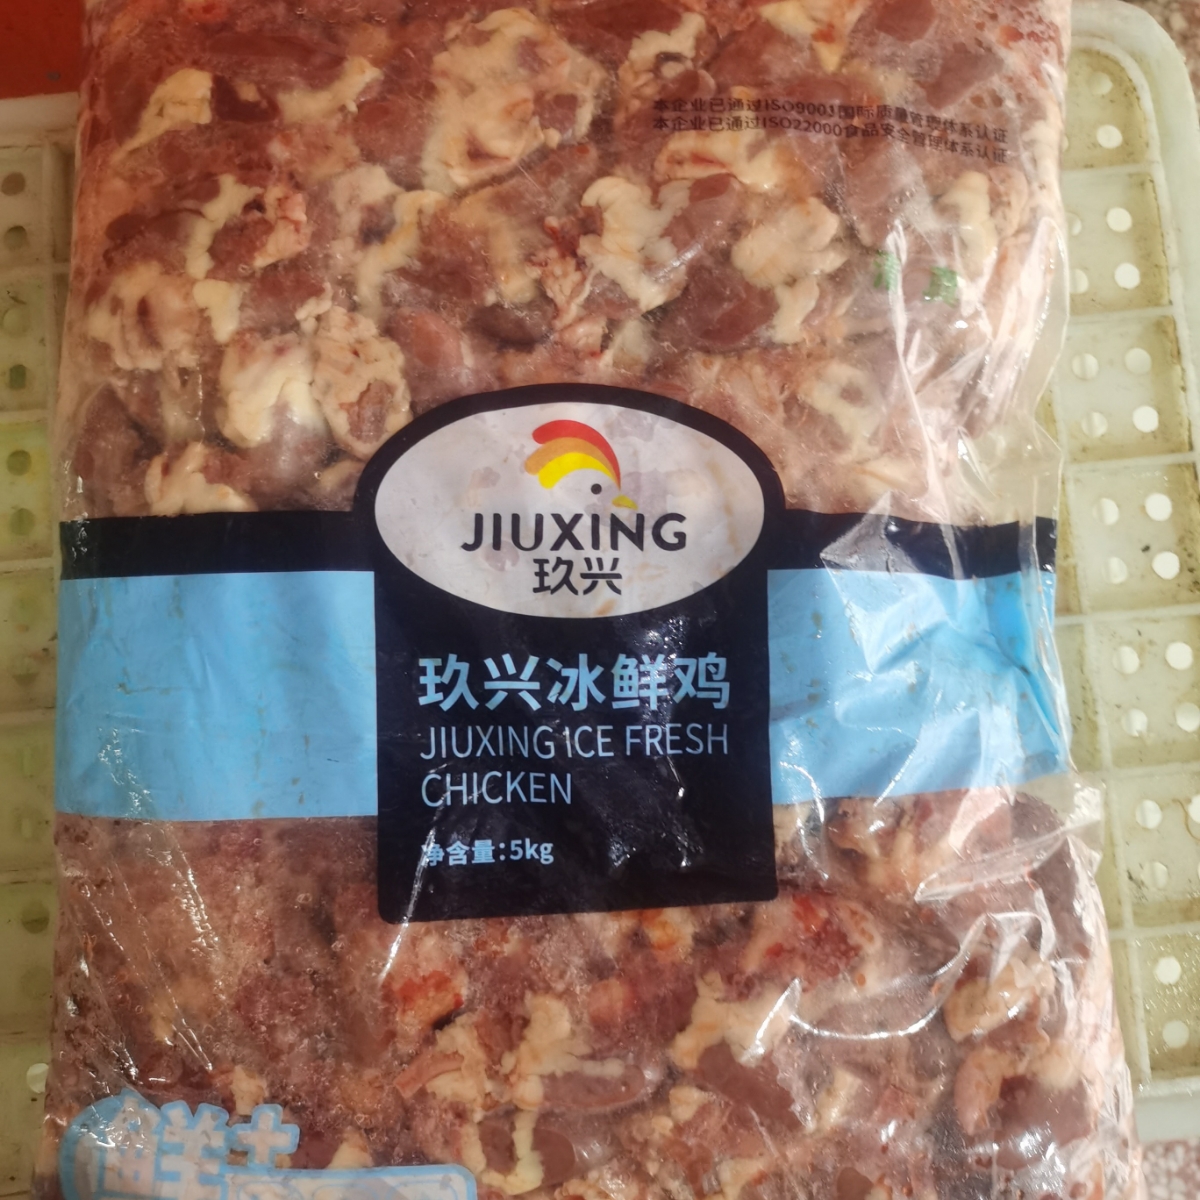 本企业已通过ISO9001国际质量管理体系认证
本企业已通过ISO22000食品安全管理体系认证
JIUXING
玖兴
玖兴冰鲜鸡
JIUXING ICE FRESH
CHICKEN
净含量:5kg
鲜